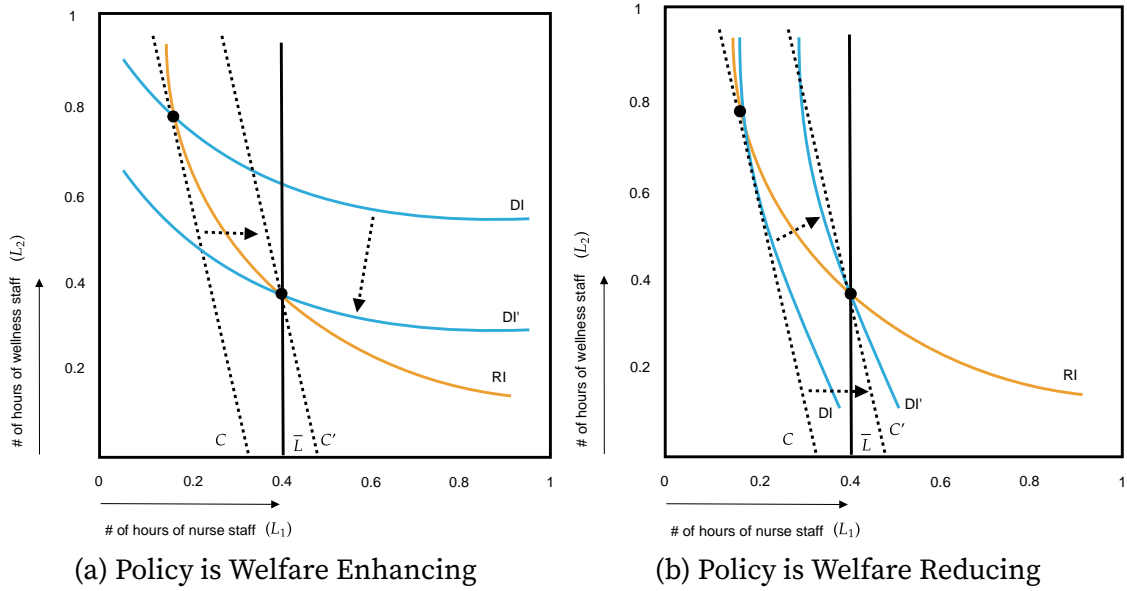 1
0.8
0.6
0.4
0.2
# of hours of wellness staff (L₂)
DI
DI'
RI
C
L̅
C′
0 0.2 0.4 0.6 0.8 1
# of hours of nurse staff (L₁)
(a) Policy is Welfare Enhancing
1
0.8
0.6
0.4
0.2
0
# of hours of wellness staff (L₂)
RI
DI
DI'
C
L̅
C′
0.2 0.4 0.6 0.8 1
# of hours of nurse staff (L₁)
(b) Policy is Welfare Reducing